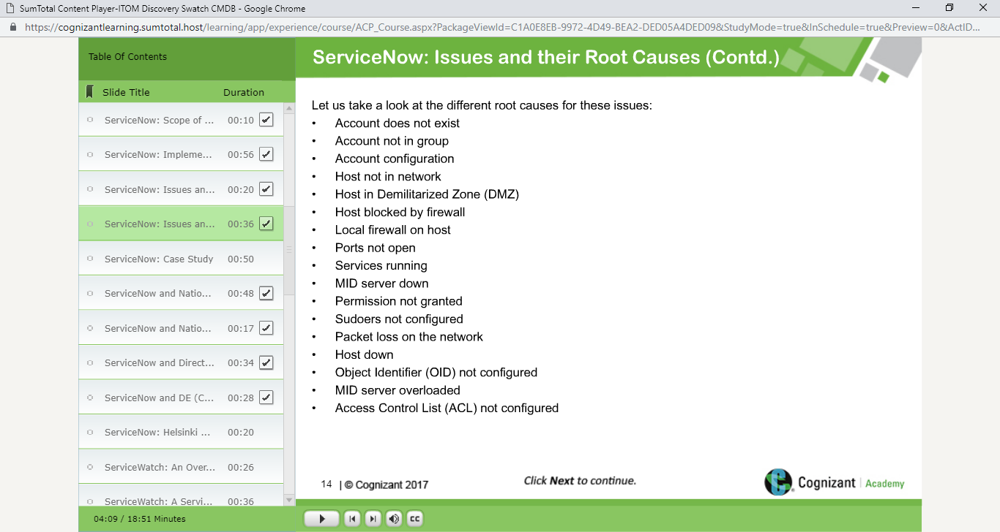 SumTotal Content Player-ITOM Discovery Swatch CMDB - Google Chrome
https://cognizantlearning.sumtotal.host/learning/app/experience/course/ACP_Course.aspx?PackageViewId=C1A0E8EB-9972-4D49-BEA2-DED05A4DED09&StudyMode=true&InSchedule=true&Preview=0&ActID...
Table Of Contents
Slide Title Duration
ServiceNow: Scope of ... 00:10
ServiceNow: Impleme... 00:56
ServiceNow: Issues an... 00:20
ServiceNow: Issues an... 00:36
ServiceNow: Case Study 00:50
ServiceNow and Natio... 00:48
ServiceNow and Natio... 00:17
ServiceNow and Direct... 00:34
ServiceNow and DE (C... 00:28
ServiceNow: Helsinki ... 00:20
ServiceWatch: An Over... 00:26
ServiceWatch: A Servi... 00:36
04:09 / 18:51 Minutes
ServiceNow: Issues and their Root Causes (Contd.)
Let us take a look at the different root causes for these issues:
• Account does not exist
• Account not in group
• Account configuration
• Host not in network
• Host in Demilitarized Zone (DMZ)
• Host blocked by firewall
• Local firewall on host
• Ports not open
• Services running
• MID server down
• Permission not granted
• Sudoers not configured
• Packet loss on the network
• Host down
• Object Identifier (OID) not configured
• MID server overloaded
• Access Control List (ACL) not configured
14 | © Cognizant 2017
Click Next to continue.
Cognizant | Academy
CC